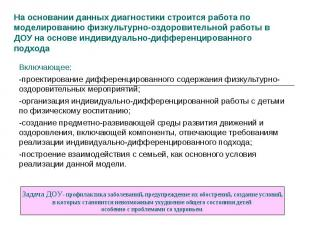 На основании данных диагностики строится работа по
моделированию физкультурно-оздоровительной работы в
ДОУ на основе индивидуально-дифференцированного
подхода
Включающее:
-проектирование дифференцированного содержания физкультурно-
оздоровительных мероприятий;
-организация индивидуально-дифференцированной работы с детьми
по физическому воспитанию;
-создание предметно-развивающей среды развития движений и
оздоровления, включающей компоненты, отвечающие требованиям
реализации индивидуально-дифференцированного подхода;
-построение взаимодействия с семьей, как основного условия
реализации данной модели.
Задача ДОУ- профилактика заболеваний, предупреждение их обострений, создание условий,
в которых становится невозможным ухудшение общего состояния детей
особенно с проблемами со здоровьем